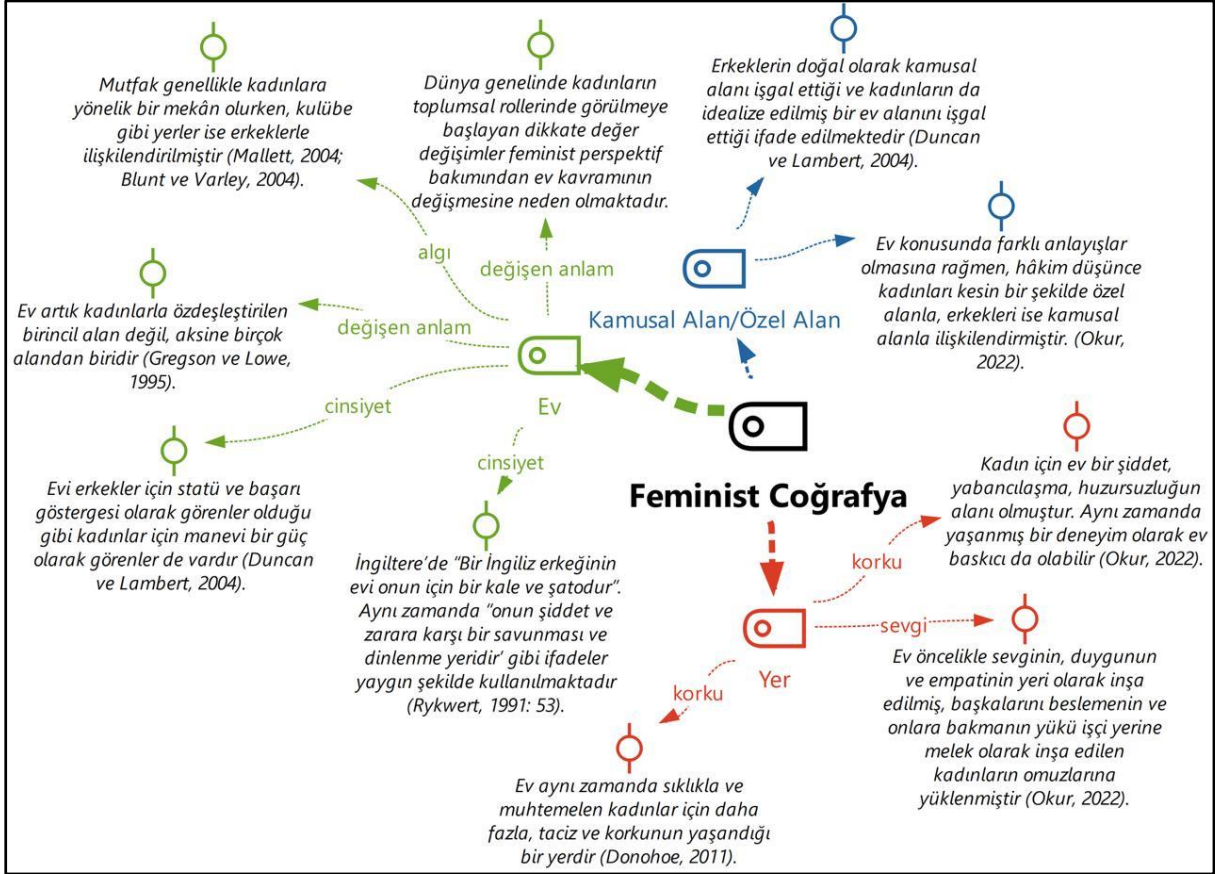 Mutfak genellikle kadınlara
yönelik bir mekân olurken, kulübe
gibi yerler ise erkeklerle
ilişkilendirilmiştir (Mallett, 2004;
Blunt ve Varley, 2004).
Dünya genelinde kadınların
toplumsal rollerinde görülmeye
başlayan dikkate değer
değişimler feminist perspektif
bakımından ev kavramının
değişmesine neden olmaktadır.
Erkeklerin doğal olarak kamusal
alanı işgal ettiği ve kadınların da
idealize edilmiş bir ev alanını işgal
ettiği ifade edilmektedir (Duncan
ve Lambert, 2004).
Ev konusunda farklı anlayışlar
olmasına rağmen, hâkim düşünce
kadınları kesin bir şekilde özel
alanla, erkekleri ise kamusal
alanla ilişkilendirmiştir. (Okur,
2022).
algı
değişen anlam
Kamusal Alan/Özel Alan
Ev artık kadınlarla özdeşleştirilen
birincil alan değil, aksine birçok
alandan biridir (Gregson ve Lowe,
1995).
değişen anlam
cinsiyet
Ev
cinsiyet
Feminist Coğrafya
Evi erkekler için statü ve başarı
göstergesi olarak görenler olduğu
gibi kadınlar için manevi bir güç
olarak görenler de vardır (Duncan
ve Lambert, 2004).
İngiltere’de “Bir İngiliz erkeğinin
evi onun için bir kale ve şatodur”.
Aynı zamanda “onun şiddet ve
zarara karşı bir savunması ve
dinlenme yeridir’ gibi ifadeler
yaygın şekilde kullanılmaktadır
(Rykwert, 1991: 53).
Kadın için ev bir şiddet,
yabancılaşma, huzursuzluğun
alanı olmuştur. Aynı zamanda
yaşanmış bir deneyim olarak ev
baskıcı da olabilir (Okur, 2022).
korku
sevgi
Yer
korku
Ev öncelikle sevginin, duygunun
ve empatinin yeri olarak inşa
edilmiş, başkalarını beslemenin ve
onlara bakmanın yükü işçi yerine
melek olarak inşa edilen
kadınların omuzlarına
yüklenmiştir (Okur, 2022).
Ev aynı zamanda sıklıkla ve
muhtemelen kadınlar için daha
fazla, taciz ve korkunun yaşandığı
bir yerdir (Donohoe, 2011).